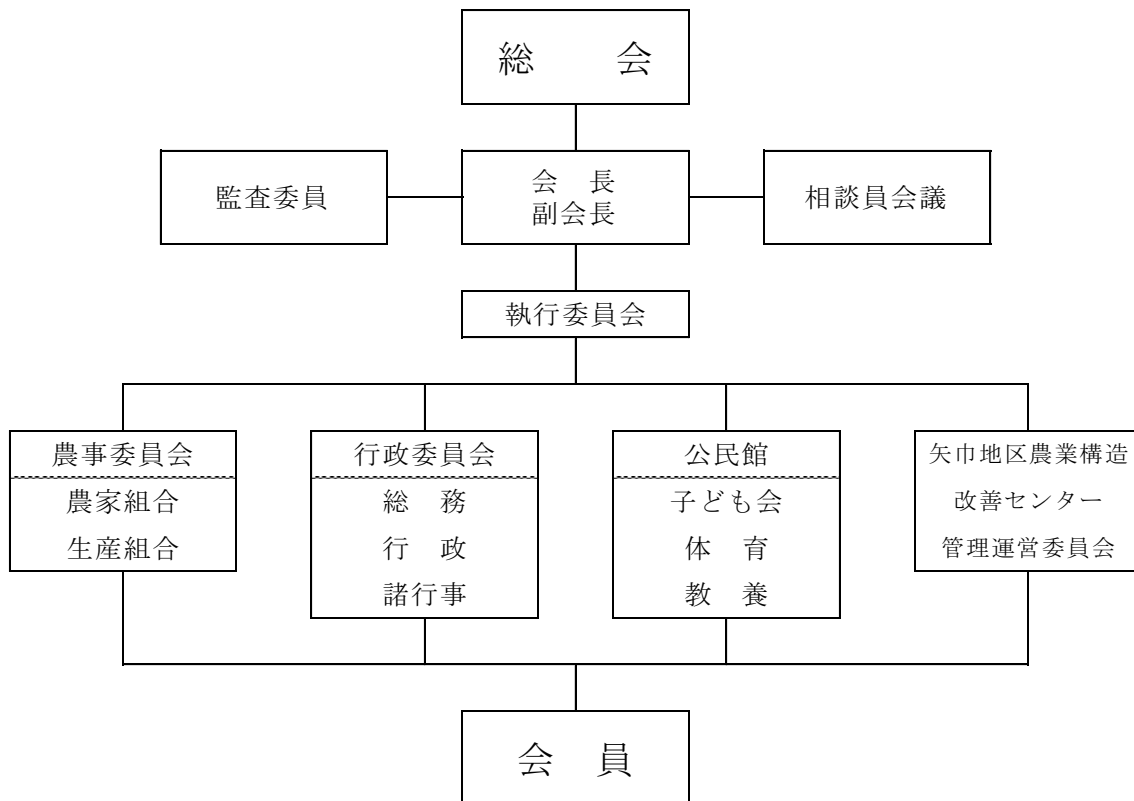 総　会
監査委員
会　長
副会長
相談員会議
執行委員会
農事委員会
農家組合
生産組合
行政委員会
総　務
行　政
諸行事
公民館
子ども会
体　育
教　養
矢巾地区農業構造
改善センター
管理運営委員会
会　員